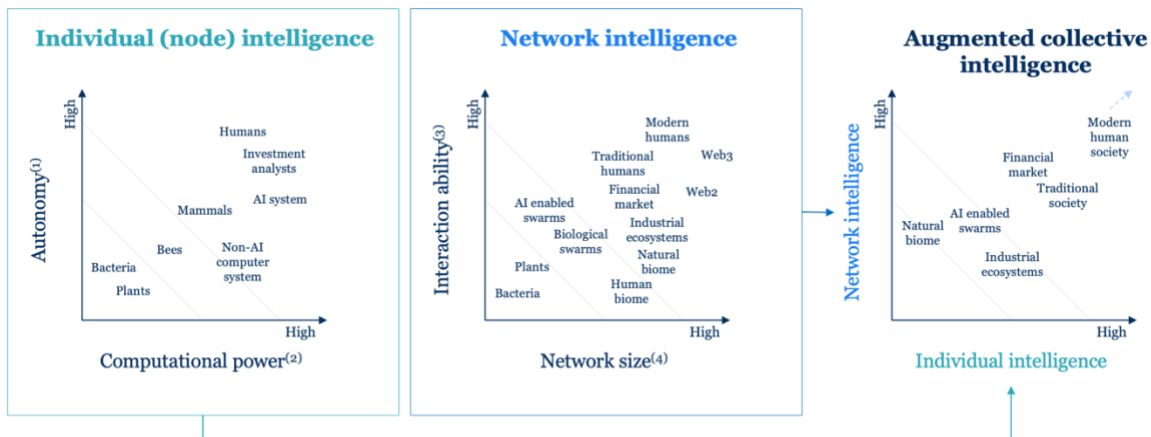 Individual (node) intelligence
High
Autonomy(1)
Humans
Investment
analysts
AI system
Mammals
Bees
Non-AI
computer
system
Bacteria
Plants
High
Computational power(2)
Network intelligence
High
Interaction ability(3)
Modern
humans
Traditional
humans
Web3
Financial
market
Web2
AI enabled
swarms
Industrial
ecosystems
Biological
swarms
Natural
biome
Plants
Human
biome
Bacteria
High
Network size(4)
Augmented collective
intelligence
High
Network intelligence
Modern
human
society
Financial
market
Traditional
society
AI enabled
swarms
Natural
biome
Industrial
ecosystems
High
Individual intelligence